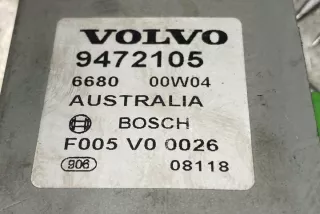 VOLVO
9472105
6680 00W04
AUSTRALIA
BOSCH
F005 V0 0026
906 08118